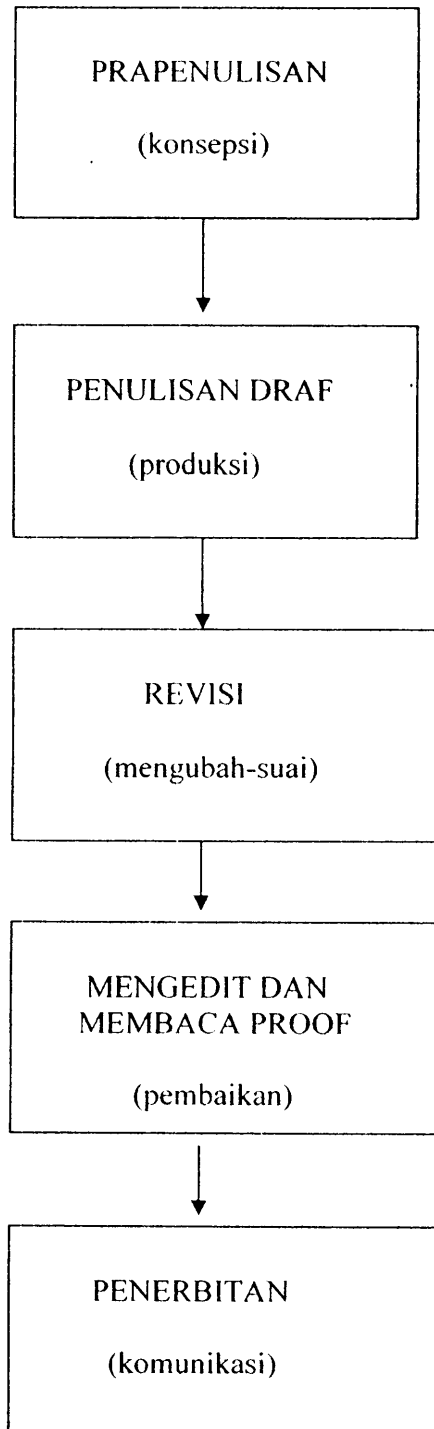 PRAPENULISAN
(konsepsi)
PENULISAN DRAF
(produksi)
REVISI
(mengubah-suai)
MENGEDIT DAN
MEMBACA PROOF
(pembaikan)
PENERBITAN
(komunikasi)